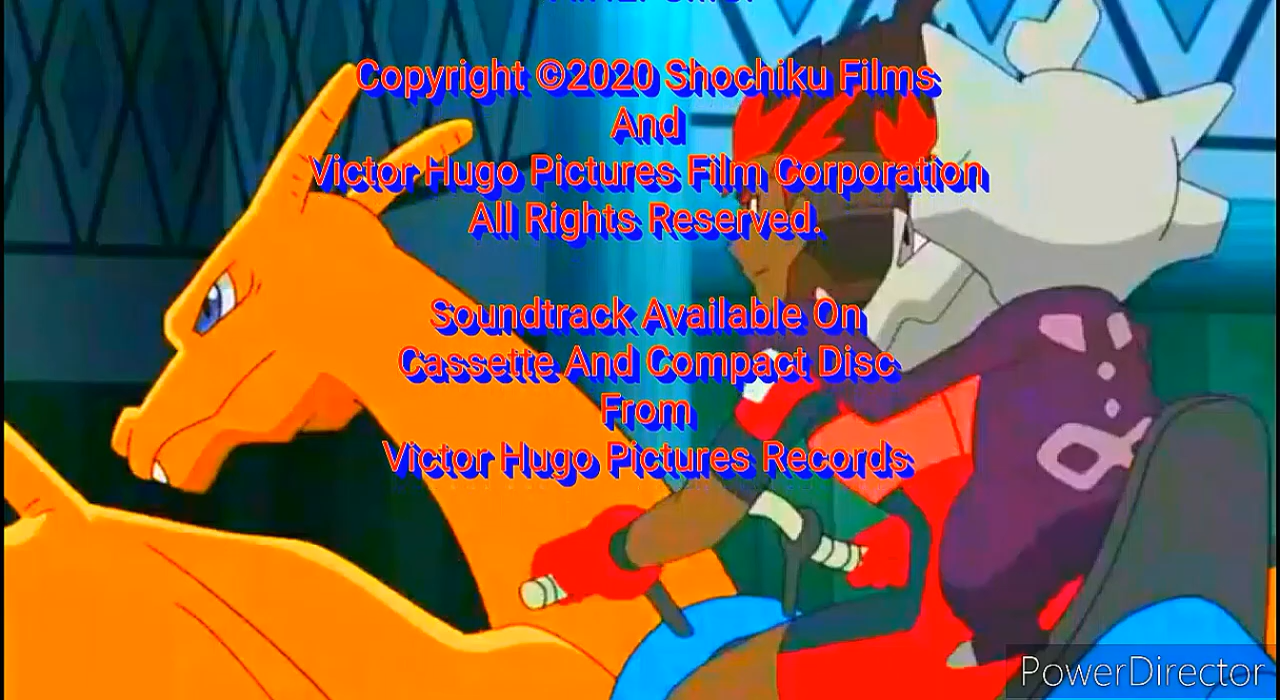 Copyright ©2020 Shochiku Films
And
Victor Hugo Pictures Film Corporation
All Rights Reserved.
Soundtrack Available On
Cassette And Compact Disc
From
Victor Hugo Pictures Records
PowerDirector